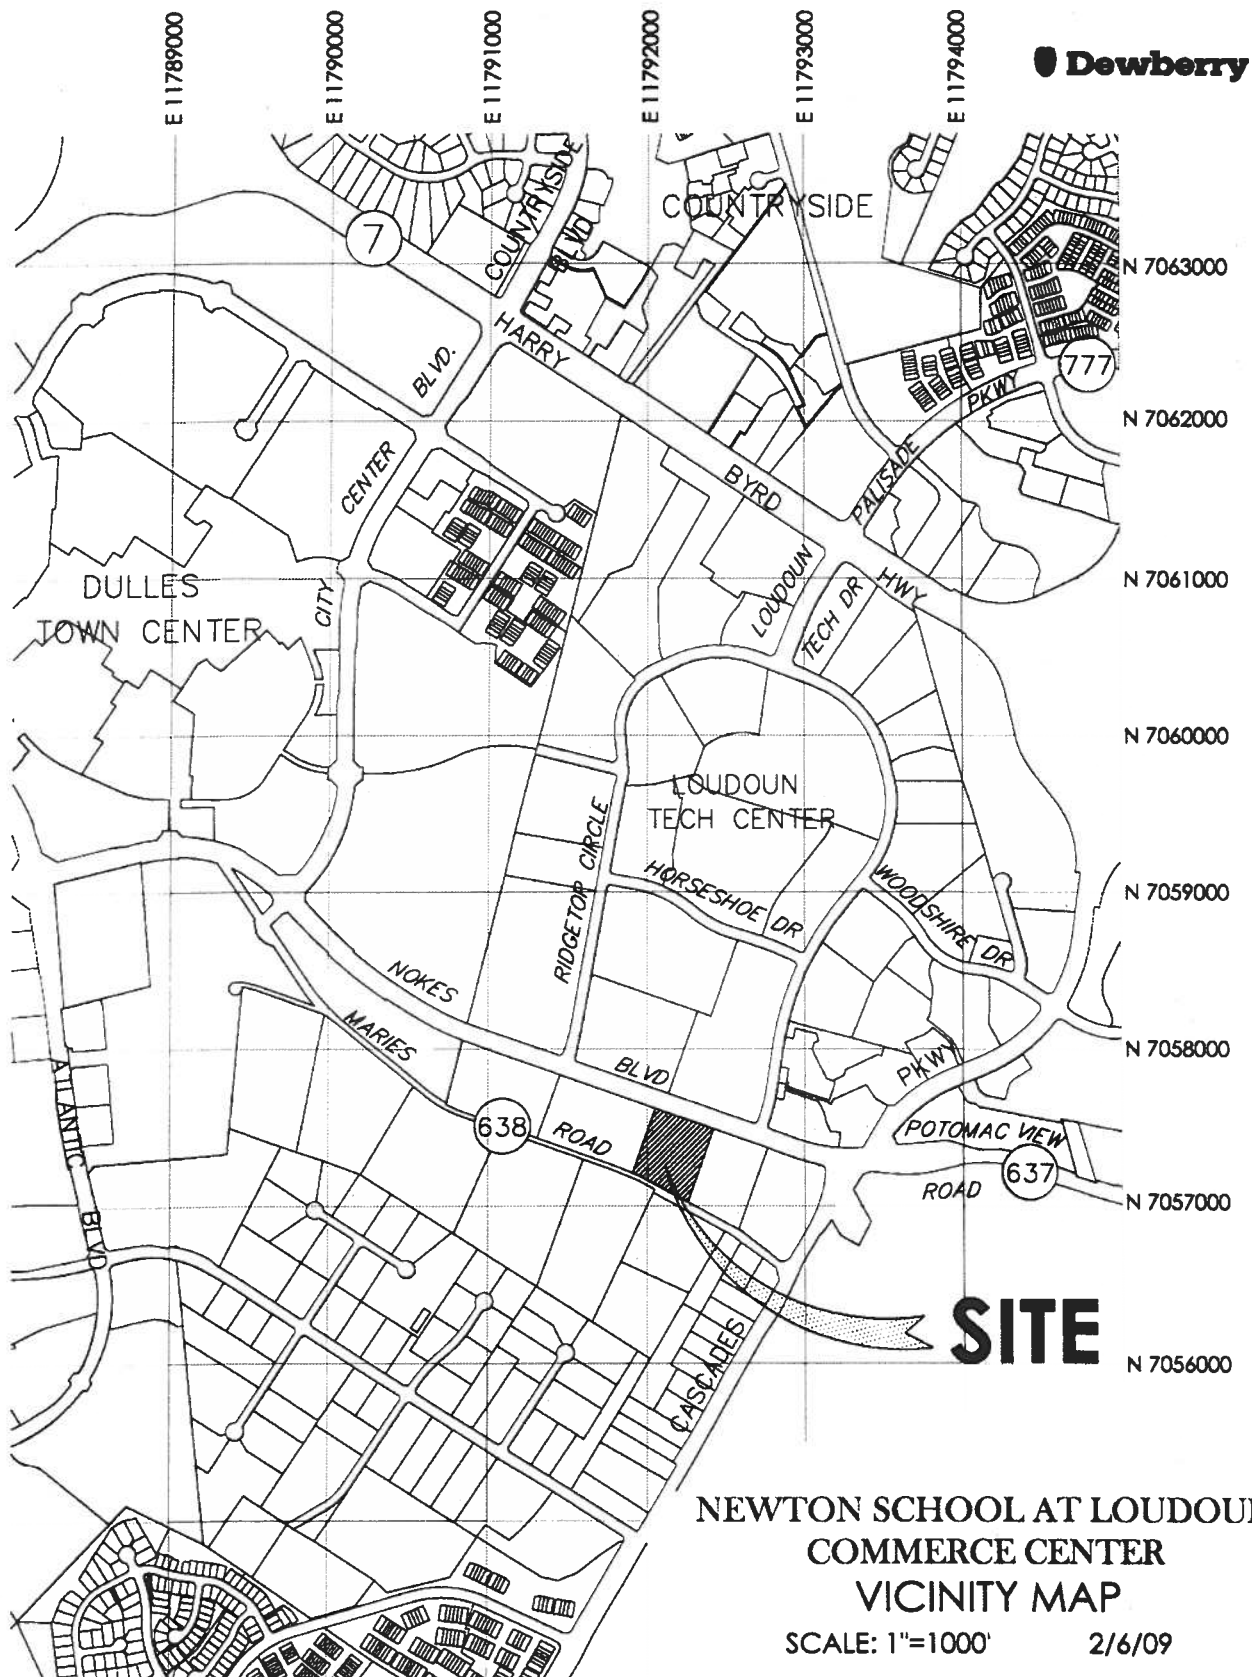 E 11789000
E 11790000
E 11791000
E 11792000
E 11793000
E 11794000
Dewberry
COUNTRYSIDE
BLVD
COUNTRYSIDE
7
N 7063000
HARRY
BLVD.
777
PKWY
N 7062000
CENTER
BYRD
PALISADE
LOUDOUN
TECH DR
HWY
N 7061000
DULLES
TOWN CENTER
CITY
N 7060000
LOUDOUN
TECH CENTER
RIDGETOP CIRCLE
HORSESHOE DR
WOODSHIRE DR
N 7059000
NOKES
MARIES
BLVD
PKWY
N 7058000
ATLANTIC
BLVD
638
ROAD
POTOMAC VIEW
ROAD
637
N 7057000
SITE
CASCADES
N 7056000
NEWTON SCHOOL AT LOUDOU
COMMERCE CENTER
VICINITY MAP
SCALE: 1"=1000'
2/6/09